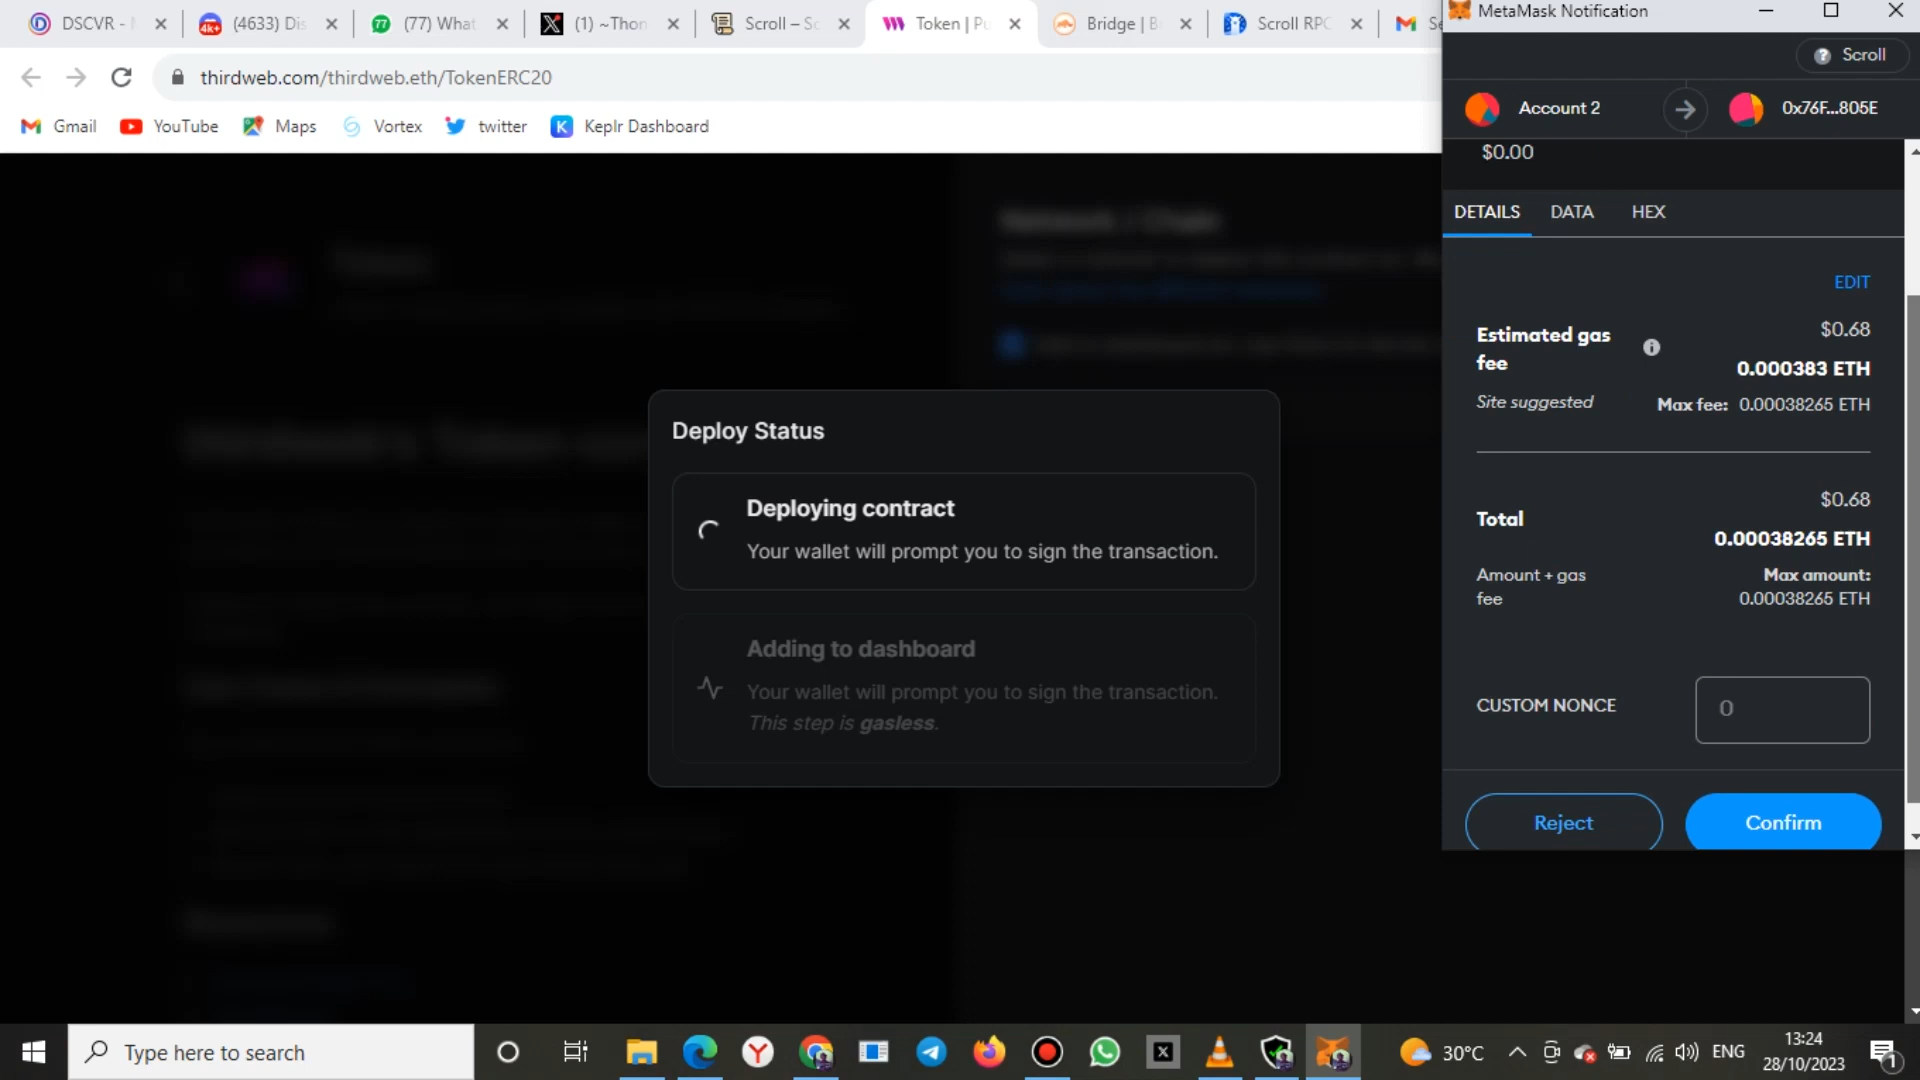 DSCVR -
(4633) Dis
(77) What
(1) ~Thon
Scroll – Sc
Token | Pu
Bridge | B
Scroll RPC
Se
thirdweb.com/thirdweb.eth/TokenERC20
Gmail
YouTube
Maps
Vortex
twitter
Keplr Dashboard
Deploy Status
Deploying contract
Your wallet will prompt you to sign the transaction.
Adding to dashboard
Your wallet will prompt you to sign the transaction.
This step is gasless.
MetaMask Notification
Scroll
Account 2
0x76F...805E
$0.00
DETAILS
DATA
HEX
EDIT
Estimated gas
fee
$0.68
0.000383 ETH
Site suggested
Max fee: 0.00038265 ETH
$0.68
Total
0.00038265 ETH
Amount + gas
fee
Max amount:
0.00038265 ETH
CUSTOM NONCE
0
Reject
Confirm
Type here to search
30°C
ENG
13:24
28/10/2023
1